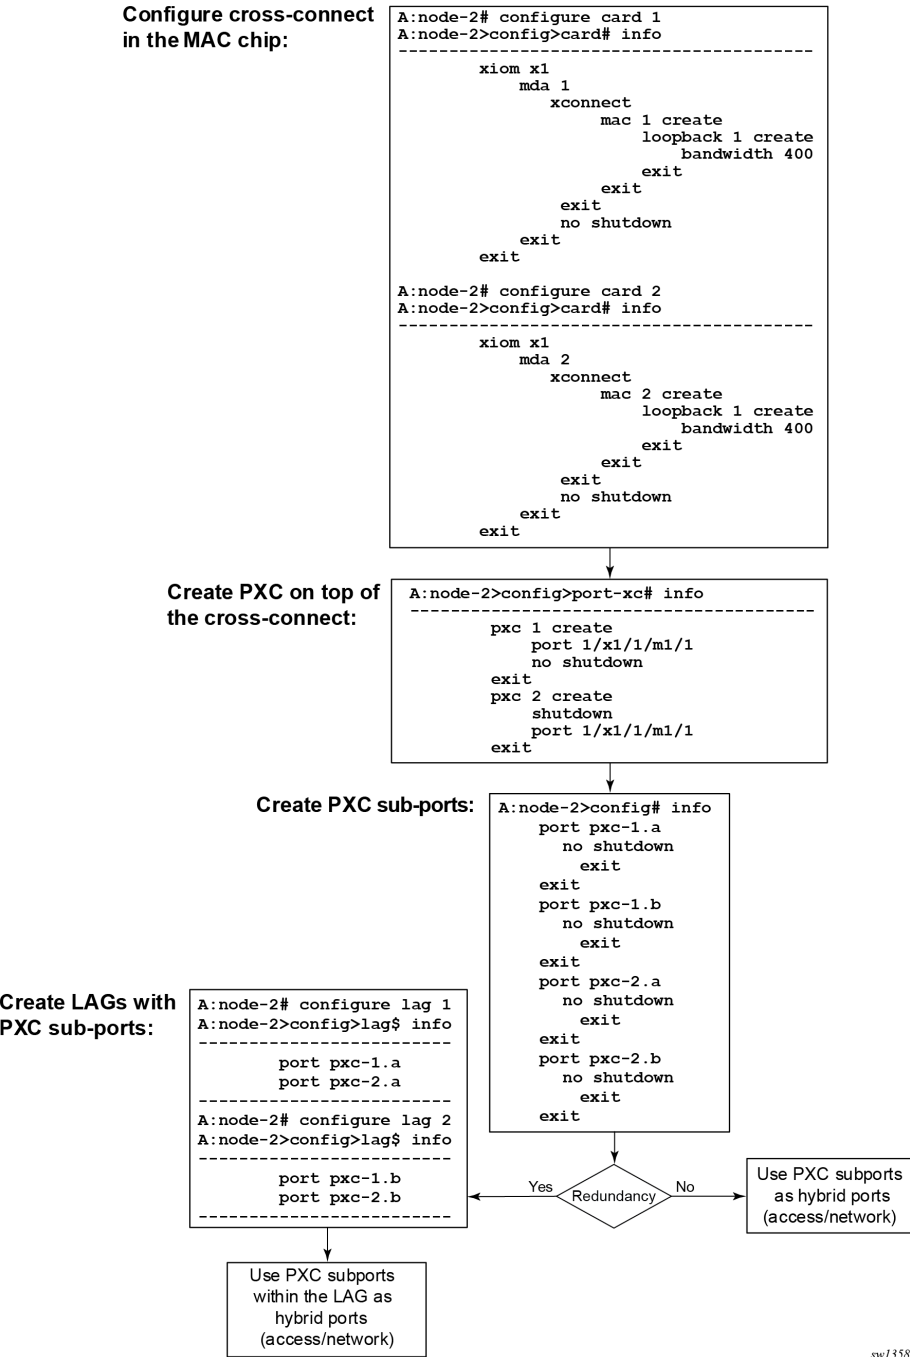 Configure cross-connect
in the MAC chip:
A:node-2# configure card 1
A:node-2>config>card# info
-----------------------------------------
xiom x1
mda 1
xconnect
mac 1 create
loopback 1 create
bandwidth 400
exit
exit
exit
no shutdown
exit
exit
A:node-2# configure card 2
A:node-2>config>card# info
-----------------------------------------
xiom x1
mda 2
xconnect
mac 2 create
loopback 1 create
bandwidth 400
exit
exit
exit
no shutdown
exit
exit
Create PXC on top of
the cross-connect:
A:node-2>config>port-xc# info
----------------------------------------
pxc 1 create
port 1/x1/1/m1/1
no shutdown
exit
pxc 2 create
shutdown
port 1/x1/1/m1/1
exit
Create PXC sub-ports:
A:node-2>config# info
port pxc-1.a
no shutdown
exit
exit
port pxc-1.b
no shutdown
exit
exit
port pxc-2.a
no shutdown
exit
exit
port pxc-2.b
no shutdown
exit
exit
Create LAGs with
PXC sub-ports:
A:node-2# configure lag 1
A:node-2>config>lag$ info
-------------------------
port pxc-1.a
port pxc-2.a
-------------------------
A:node-2# configure lag 2
A:node-2>config>lag$ info
-------------------------
port pxc-1.b
port pxc-2.b
-------------------------
Yes
Redundancy
No
Use PXC subports
as hybrid ports
(access/network)
Use PXC subports
within the LAG as
hybrid ports
(access/network)
sw1358